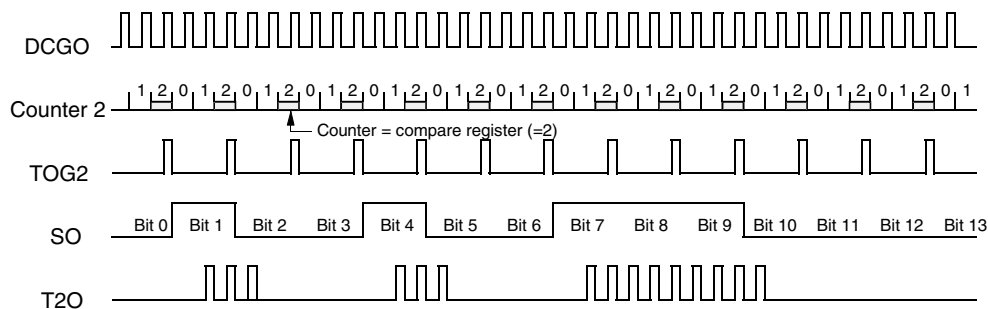 DCGO
Counter 2 1 2 0 1 2 0 1 2 0 1 2 0 1 2 0 1 2 0 1 2 0 1 2 0 1 2 0 1 2 0 1 2 0 1 2 0 1 2 0 1
Counter = compare register (=2)
TOG2
SO Bit 0 Bit 1 Bit 2 Bit 3 Bit 4 Bit 5 Bit 6 Bit 7 Bit 8 Bit 9 Bit 10 Bit 11 Bit 12 Bit 13
T2O